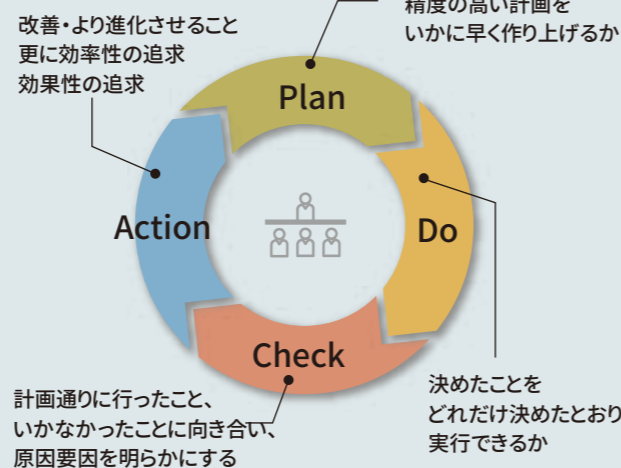 改善・より進化させること
更に効率性の追求
効果性の追求
精度の高い計画を
いかに早く作り上げるか
Plan
Action
Do
Check
計画通りに行ったこと、
いかなかったことに向き合い、
原因要因を明らかにする
決めたことを
どれだけ決めたとおり
実行できるか